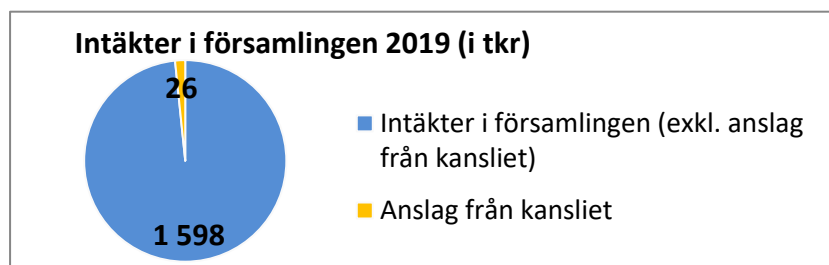 Intäkter i församlingen 2019 (i tkr)
26
1 598
Intäkter i församlingen (exkl. anslag
från kansliet)
Anslag från kansliet